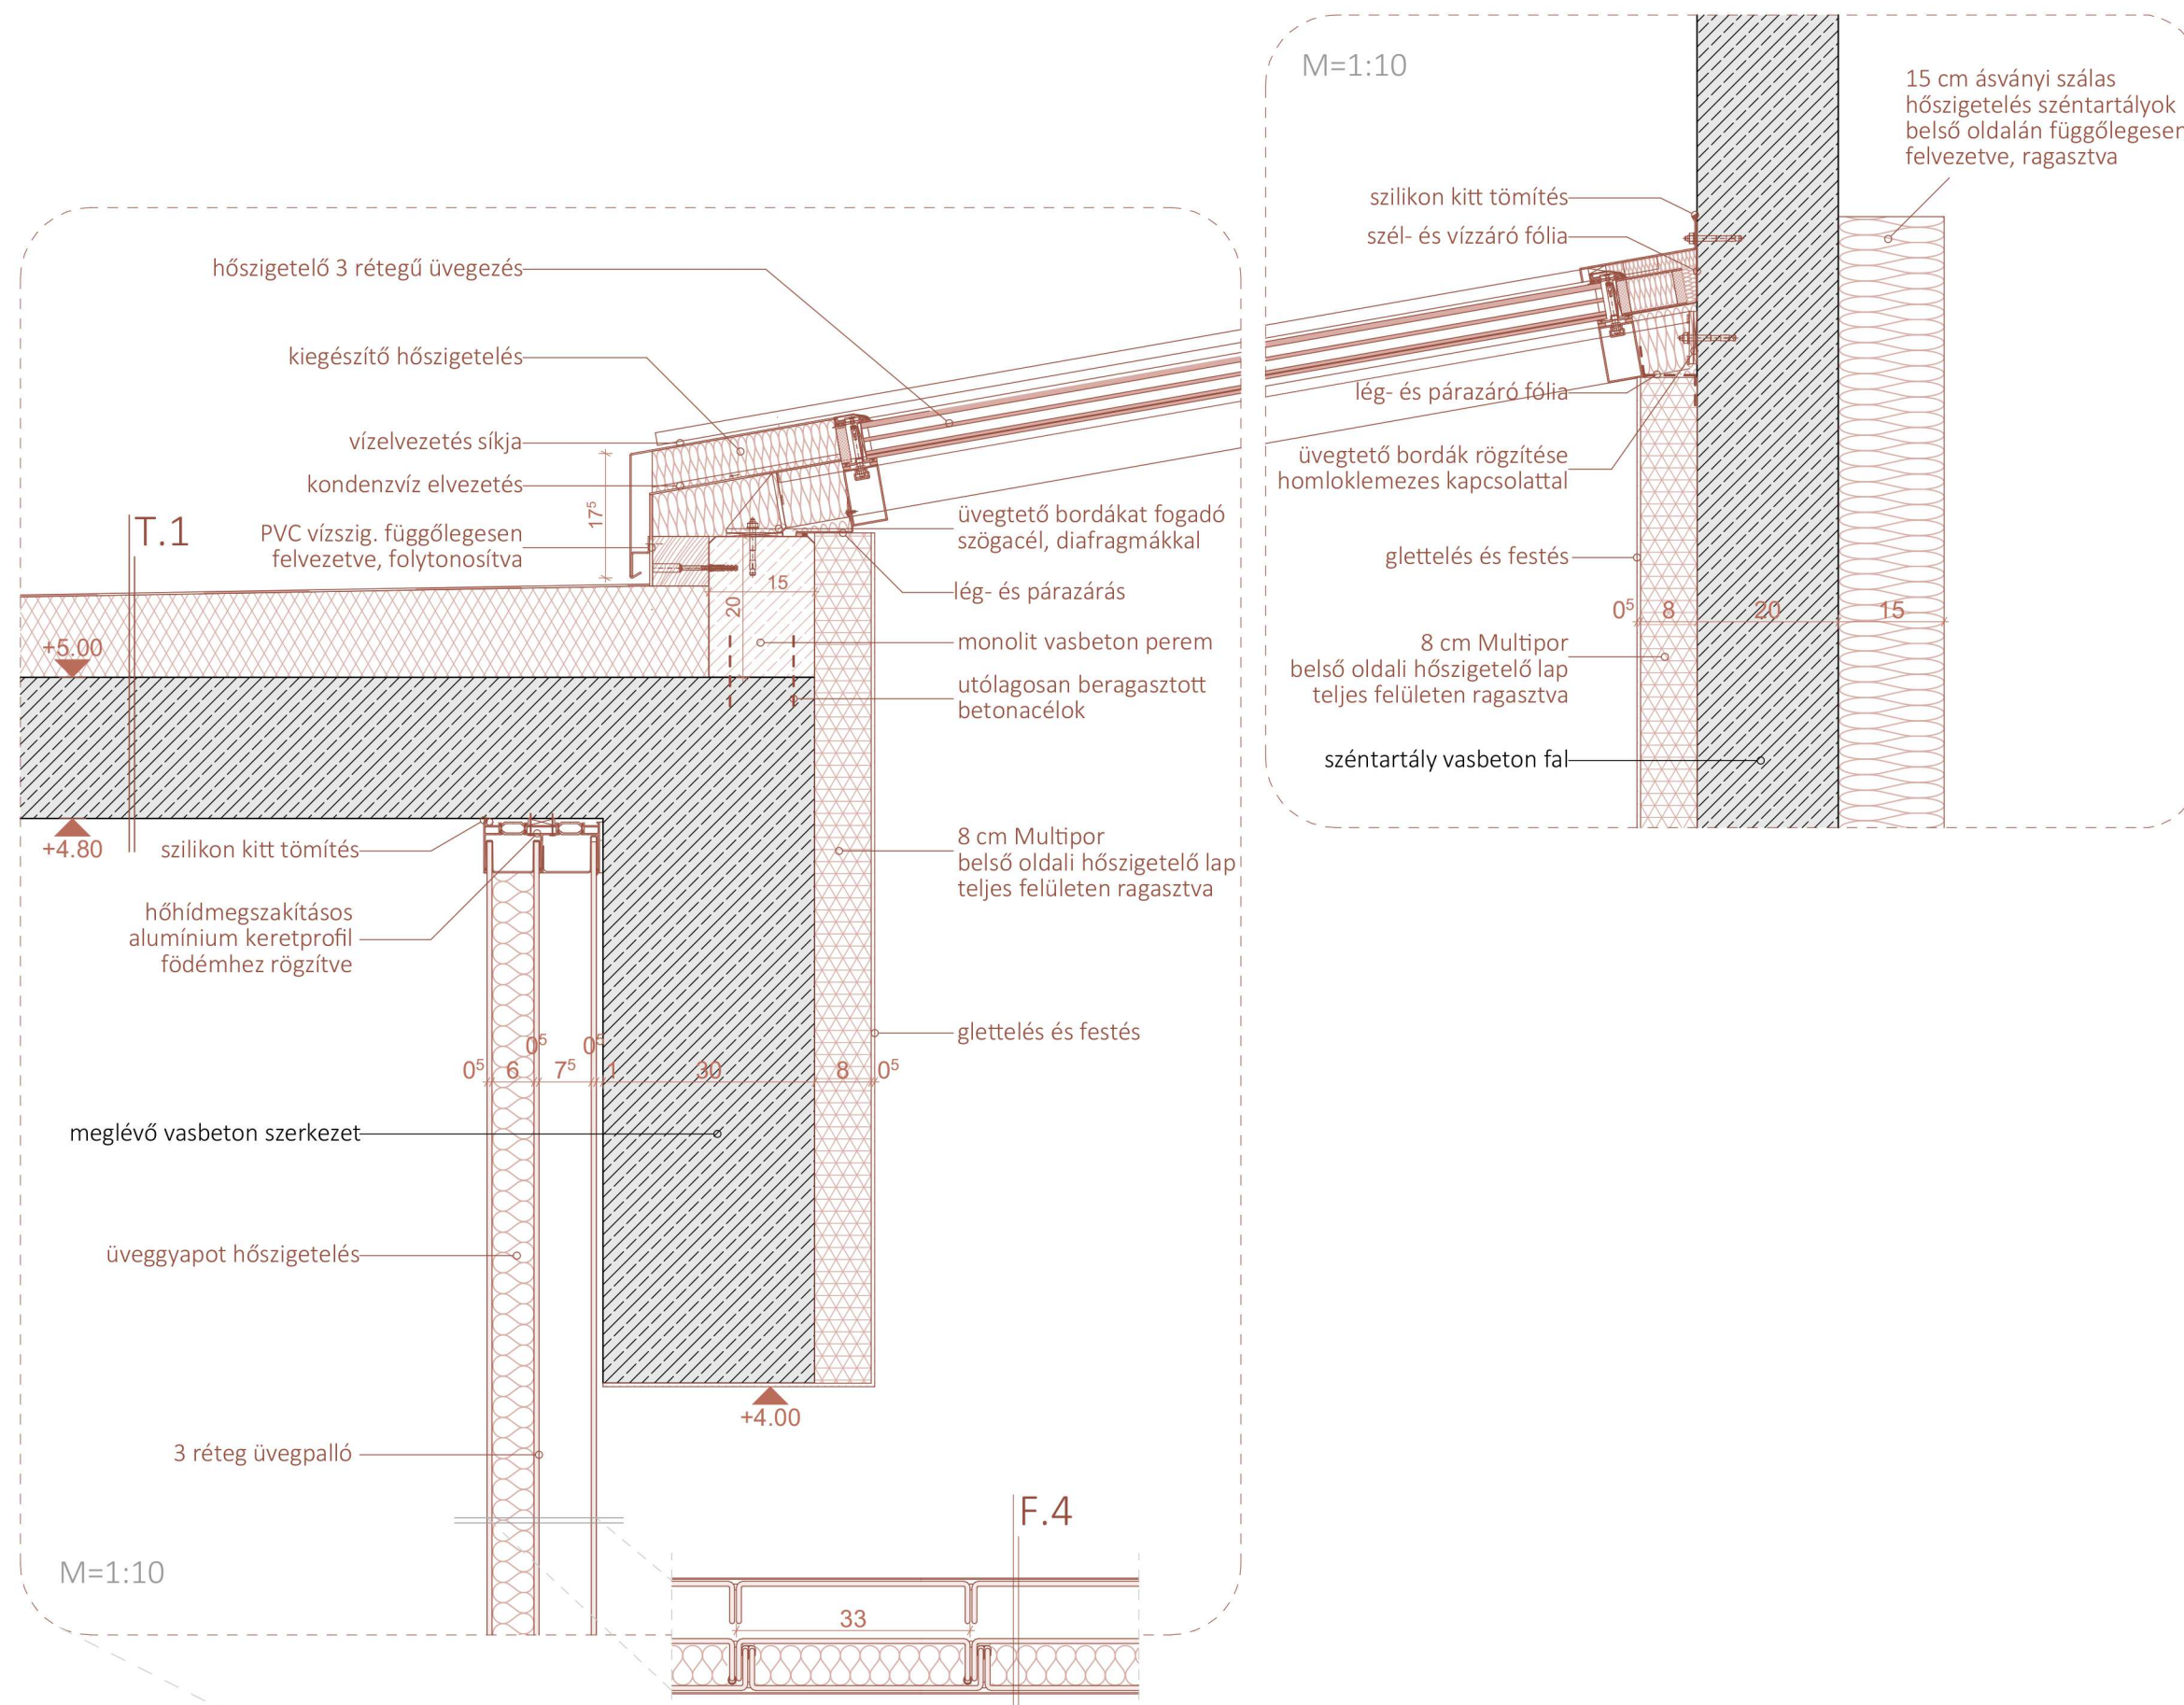 M=1:10
15 cm ásványi szálas
hőszigetelés széntartályok
belső oldalán függőlegesen
felvezetve, ragasztva
szilikon kitt tömítés
szél- és vízzáró fólia
lég- és párazáró fólia
üvegtető bordák rögzítése
homloklemezes kapcsolattal
glettelés és festés
0⁵ 8 20 15
8 cm Multipor
belső oldali hőszigetelő lap
teljes felületen ragasztva
széntartály vasbeton fal
hőszigetelő 3 rétegű üvegezés
kiegészítő hőszigetelés
vízelvezetés síkja
kondenzvíz elvezetés
17⁵
T.1
PVC vízszig. függőlegesen
felvezetve, folytonosítva
üvegtető bordákat fogadó
szögacél, diafragmákkal
15
20
lég- és párazárás
monolit vasbeton perem
+5.00
utólagosan beragasztott
betonacélok
+4.80
szilikon kitt tömítés
8 cm Multipor
belső oldali hőszigetelő lap
teljes felületen ragasztva
hőhídmegszakításos
alumínium keretprofil
födémhez rögzítve
glettelés és festés
0⁵ 6 0⁵ 7⁵ 0⁵ 1 30 8 0⁵
meglévő vasbeton szerkezet
üveggyapot hőszigetelés
+4.00
3 réteg üvegpalló
F.4
M=1:10
33